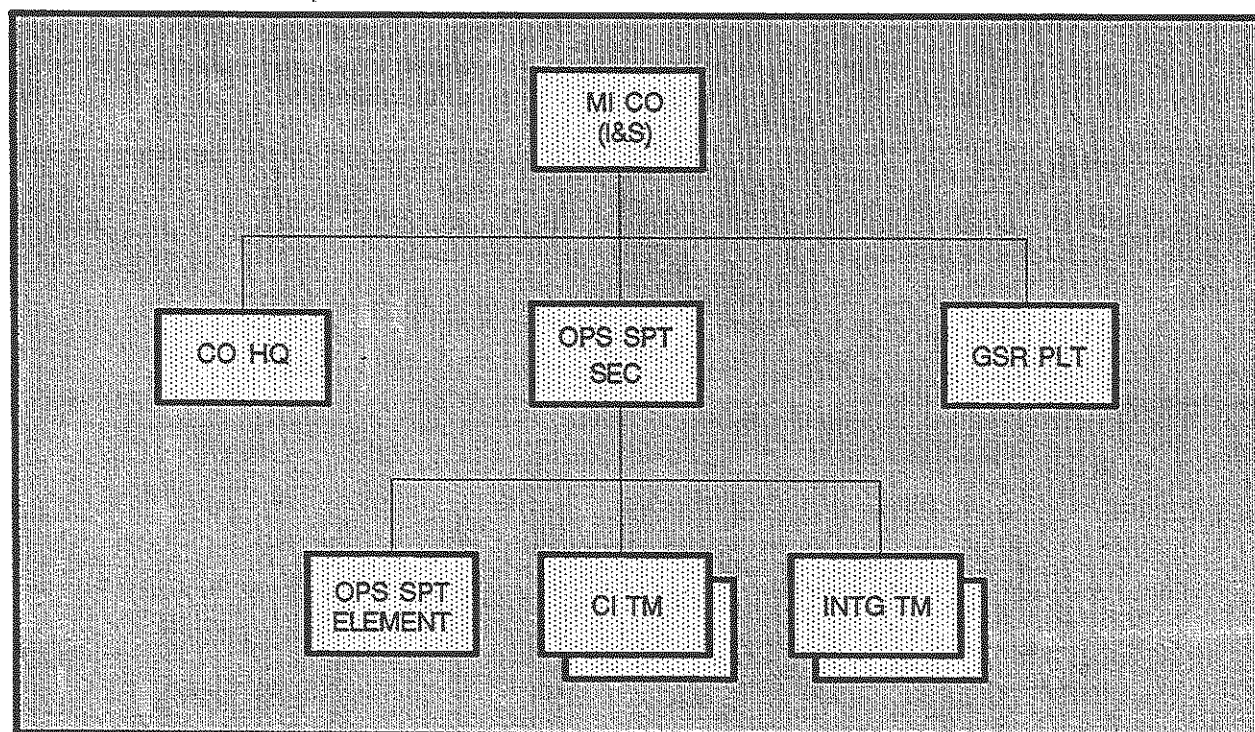 MI CO
(I&S)
CO HQ
OPS SPT
SEC
GSR PLT
OPS SPT
ELEMENT
CI TM
INTG TM